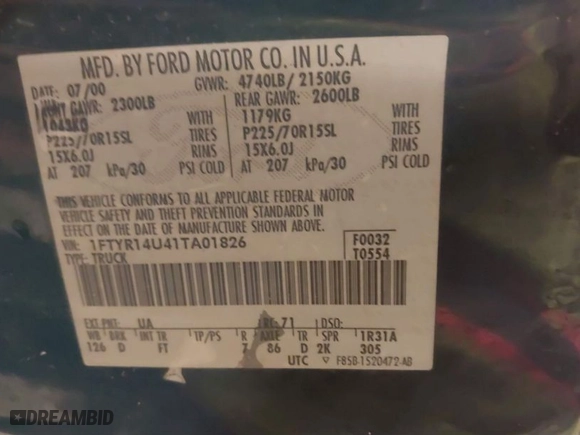 MFD. BY FORD MOTOR CO. IN U.S.A.
DATE: 07/00 GVWR: 4740LB/ 2150KG
GAWR: 2300LB REAR GAWR: 2600LB
1043KG WITH 1179KG WITH
P225/70R15SL TIRES P225/70R15SL TIRES
15X6.0J RIMS 15X6.0J RIMS
AT 207 kPa/30 PSI COLD AT 207 kPa/30 PSI COLD
THIS VEHICLE CONFORMS TO ALL APPLICABLE FEDERAL MOTOR
VEHICLE SAFETY AND THEFT PREVENTION STANDARDS IN
EFFECT ON THE DATE OF MANUFACTURE SHOWN ABOVE.
VIN: 1FTYR14U41TA01826 F0032
TYPE: TRUCK T0554
EXT PNT: UA RC: 71 DSO:
WB BRK INT TR TP/PS R AXLE TR SPR 1R31A
126 D FT 7 86 D 2K 305
UTC F85B-1520472-AB
DREAMBID